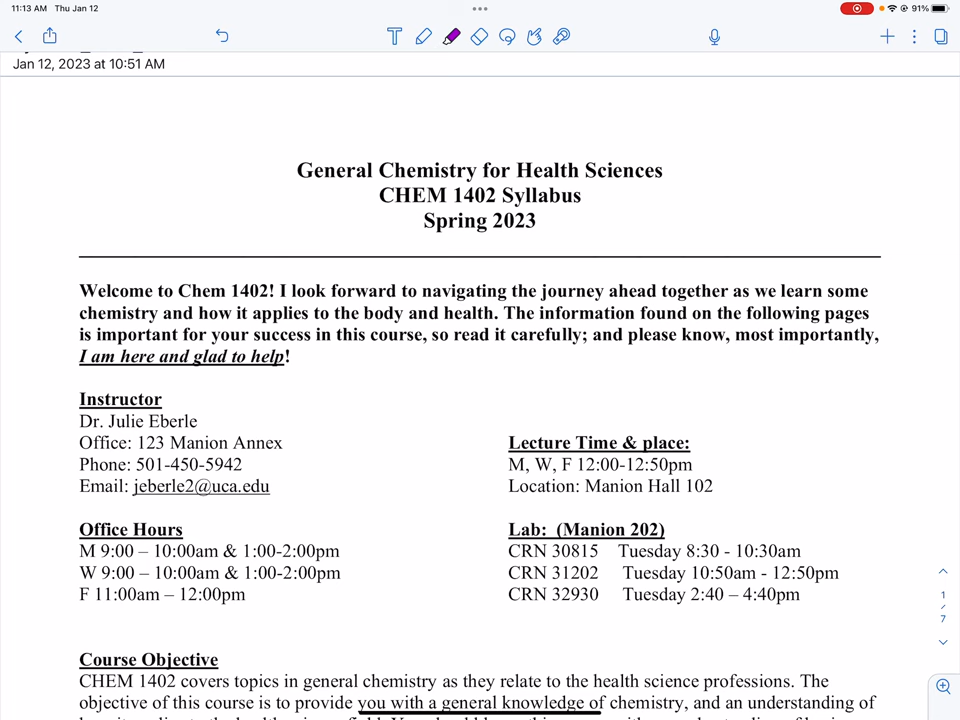 11:13 AM Thu Jan 12
91%
Jan 12, 2023 at 10:51 AM
General Chemistry for Health Sciences
CHEM 1402 Syllabus
Spring 2023
Welcome to Chem 1402! I look forward to navigating the journey ahead together as we learn some
chemistry and how it applies to the body and health. The information found on the following pages
is important for your success in this course, so read it carefully; and please know, most importantly,
I am here and glad to help!
Instructor
Dr. Julie Eberle
Office: 123 Manion Annex
Phone: 501-450-5942
Email: jeberle2@uca.edu
Lecture Time & place:
M, W, F 12:00-12:50pm
Location: Manion Hall 102
Office Hours
M 9:00 – 10:00am & 1:00-2:00pm
W 9:00 – 10:00am & 1:00-2:00pm
F 11:00am – 12:00pm
Lab: (Manion 202)
CRN 30815 Tuesday 8:30 - 10:30am
CRN 31202 Tuesday 10:50am - 12:50pm
CRN 32930 Tuesday 2:40 – 4:40pm
1
/
7
Course Objective
CHEM 1402 covers topics in general chemistry as they relate to the health science professions. The
objective of this course is to provide you with a general knowledge of chemistry, and an understanding of